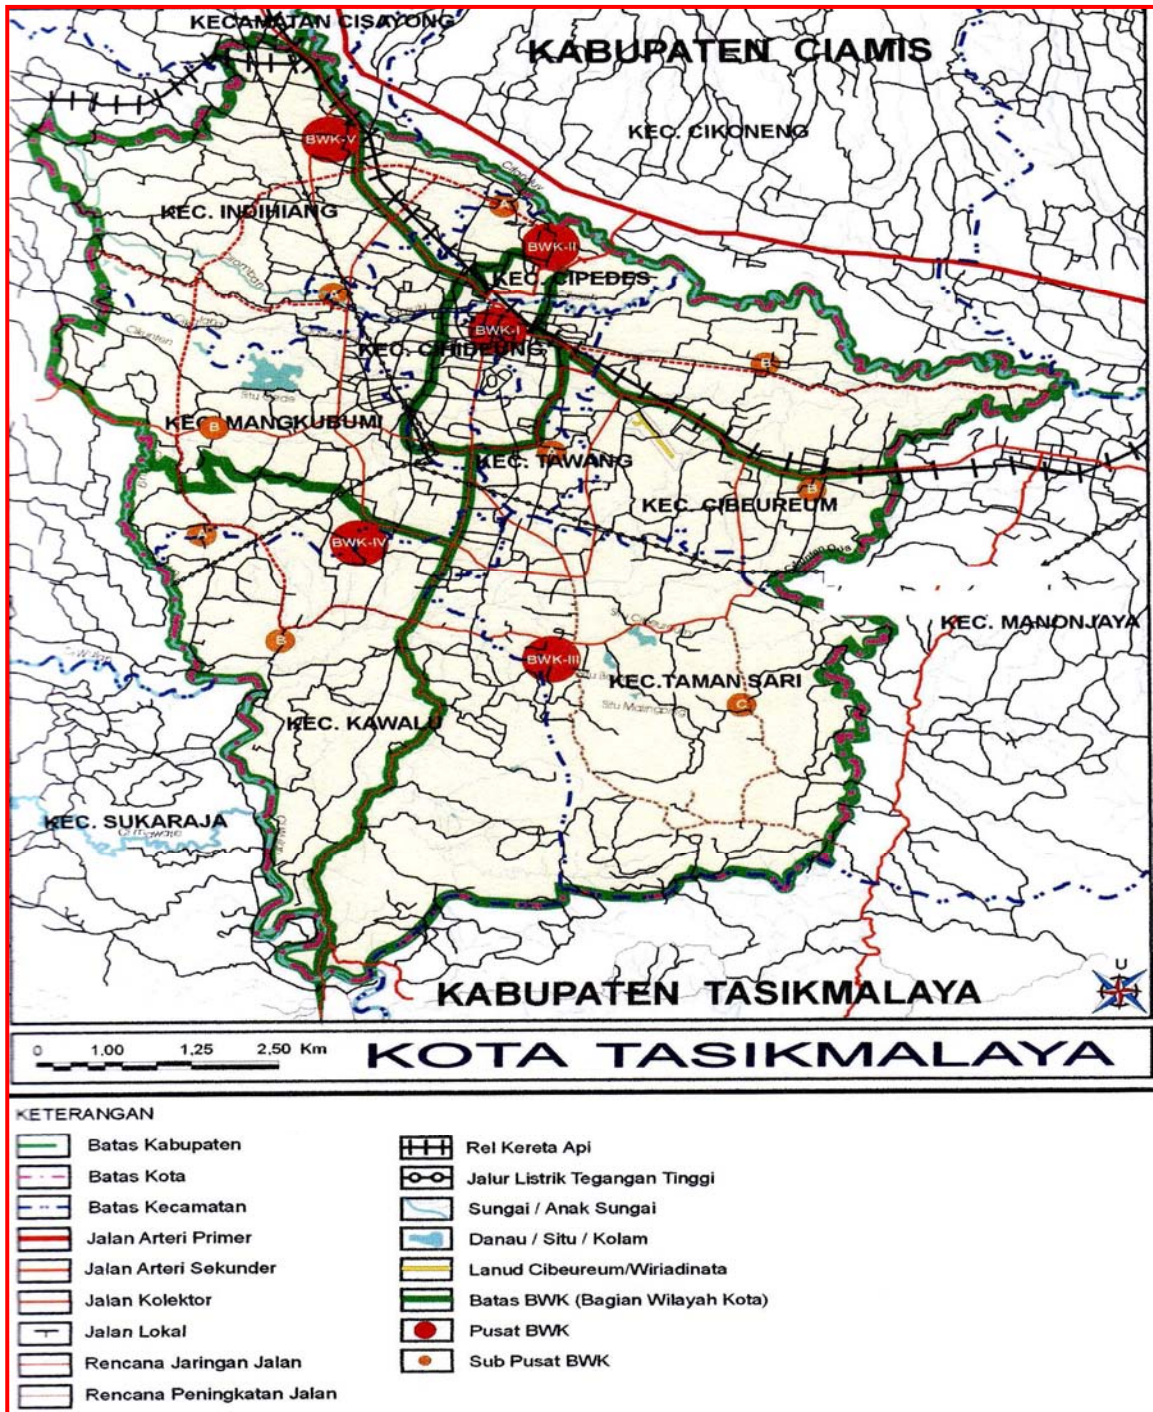 KECAMATAN CISAYONG
KABUPATEN CIAMIS
KEC. CIKONENG
BWK-V
KEC. INDIHIANG
A
BWK-II
KEC. CIPEDES
BWK-I
KEC. CIHIDEUNG
B
KEC. MANGKUBUMI
B
A
KEC. TAWANG
B
KEC. CIBEUREUM
A
BWK-IV
KEC. MANONJAYA
B
BWK-III
KEC.TAMAN SARI
Situ Malingping
C
KEC. KAWALU
KEC. SUKARAJA
KABUPATEN TASIKMALAYA
U
0 1,00 1,25 2,50 Km
KOTA TASIKMALAYA
KETERANGAN
Batas Kabupaten
Batas Kota
Batas Kecamatan
Jalan Arteri Primer
Jalan Arteri Sekunder
Jalan Kolektor
Jalan Lokal
Rencana Jaringan Jalan
Rencana Peningkatan Jalan
Rel Kereta Api
Jalur Listrik Tegangan Tinggi
Sungai / Anak Sungai
Danau / Situ / Kolam
Lanud Cibeureum/Wiriadinata
Batas BWK (Bagian Wilayah Kota)
Pusat BWK
Sub Pusat BWK